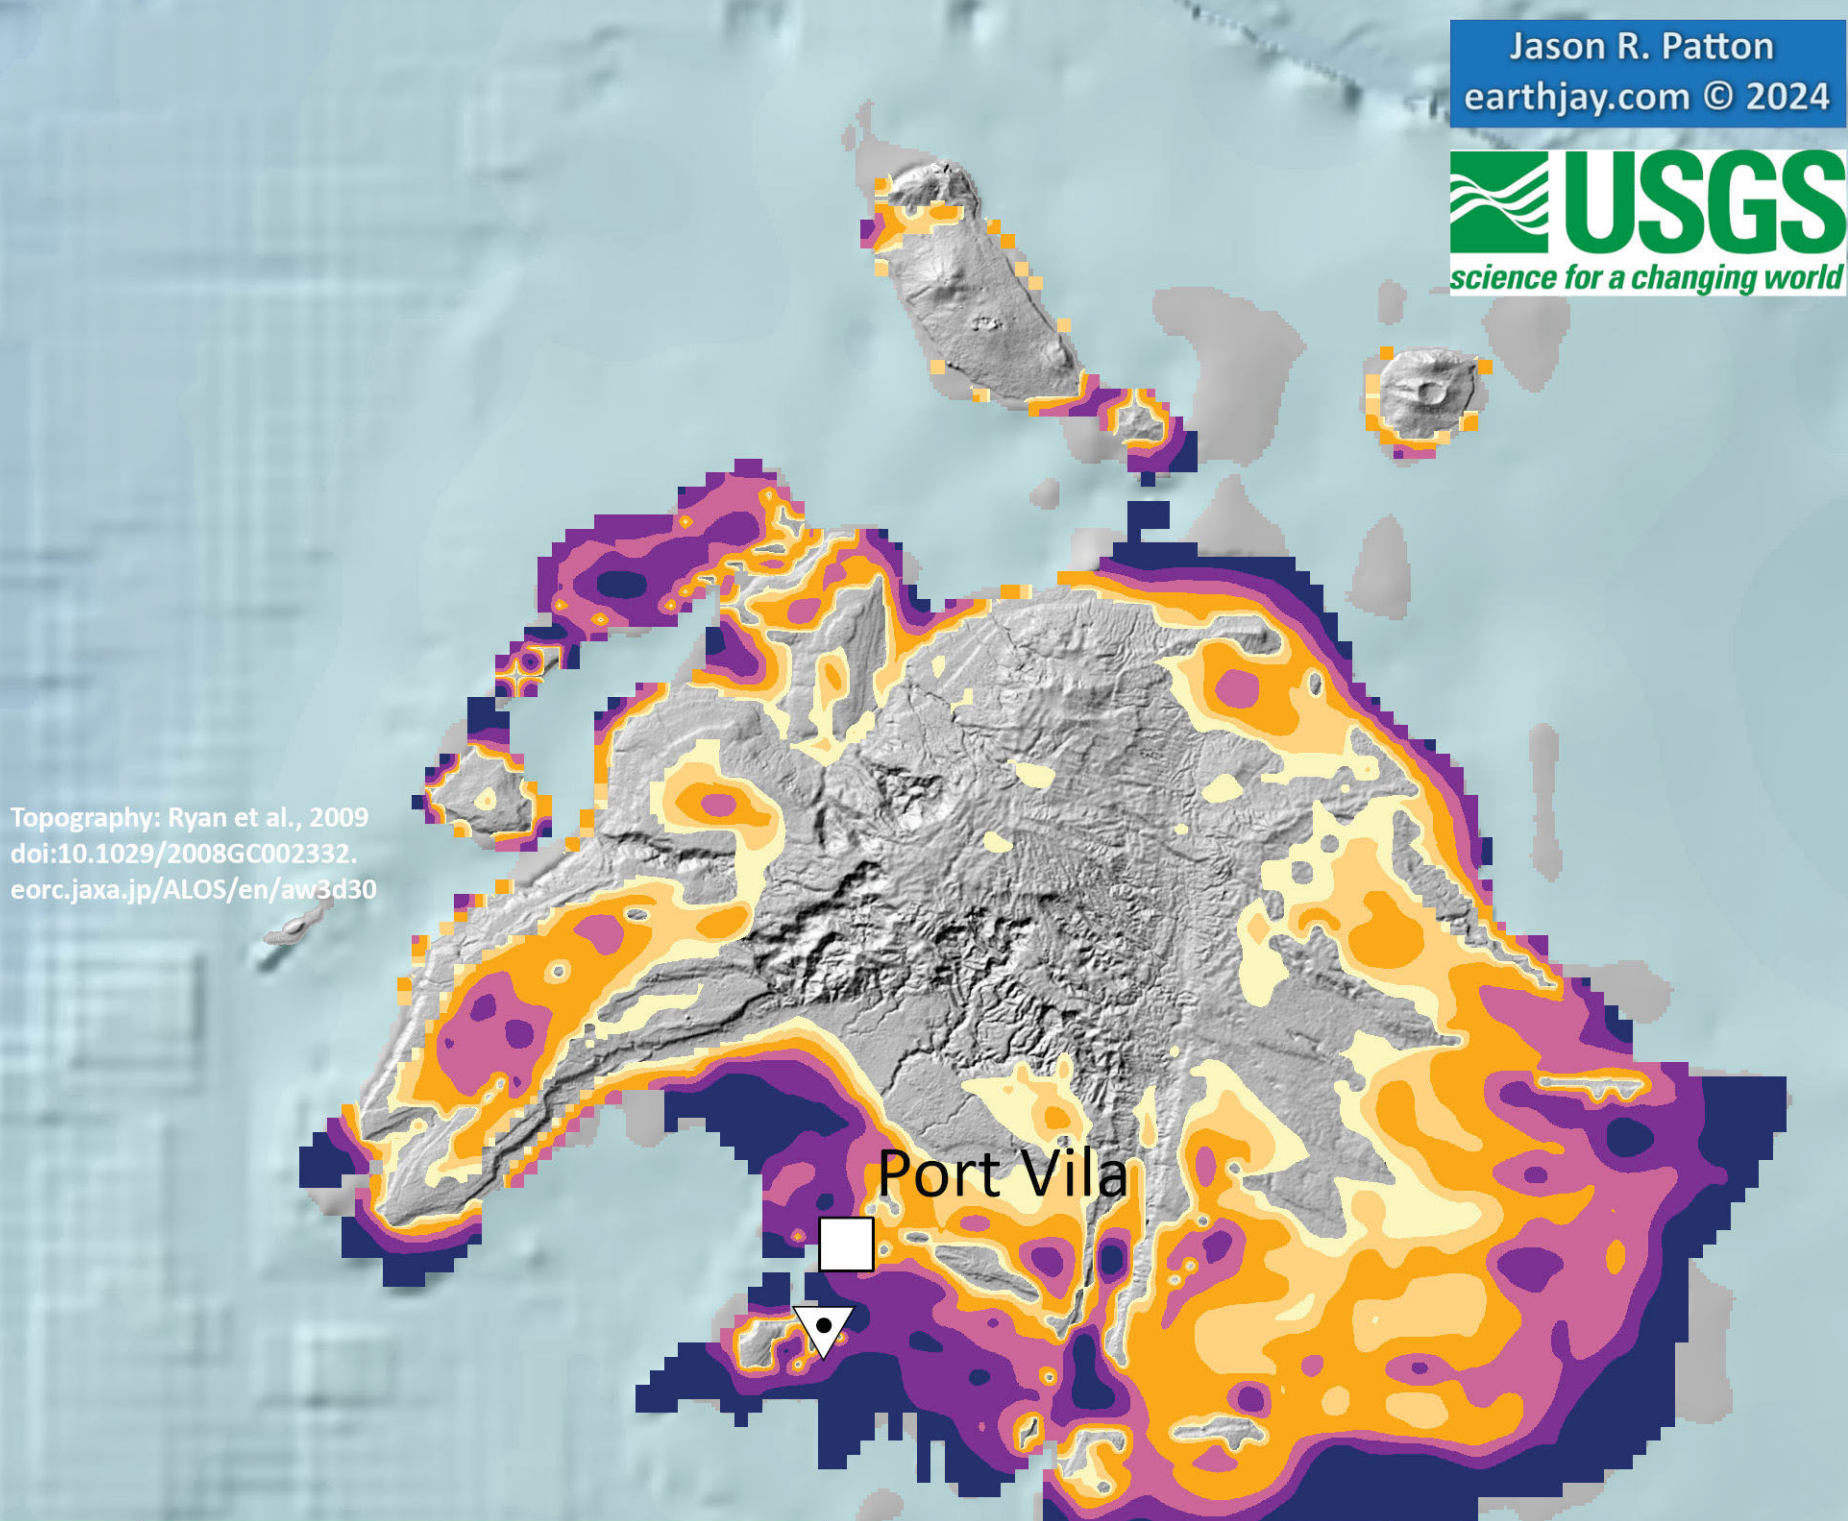 Jason R. Patton
earthjay.com © 2024
USGS
science for a changing world
Topography: Ryan et al., 2009
doi:10.1029/2008GC002332.
eorc.jaxa.jp/ALOS/en/aw3d30
Port Vila